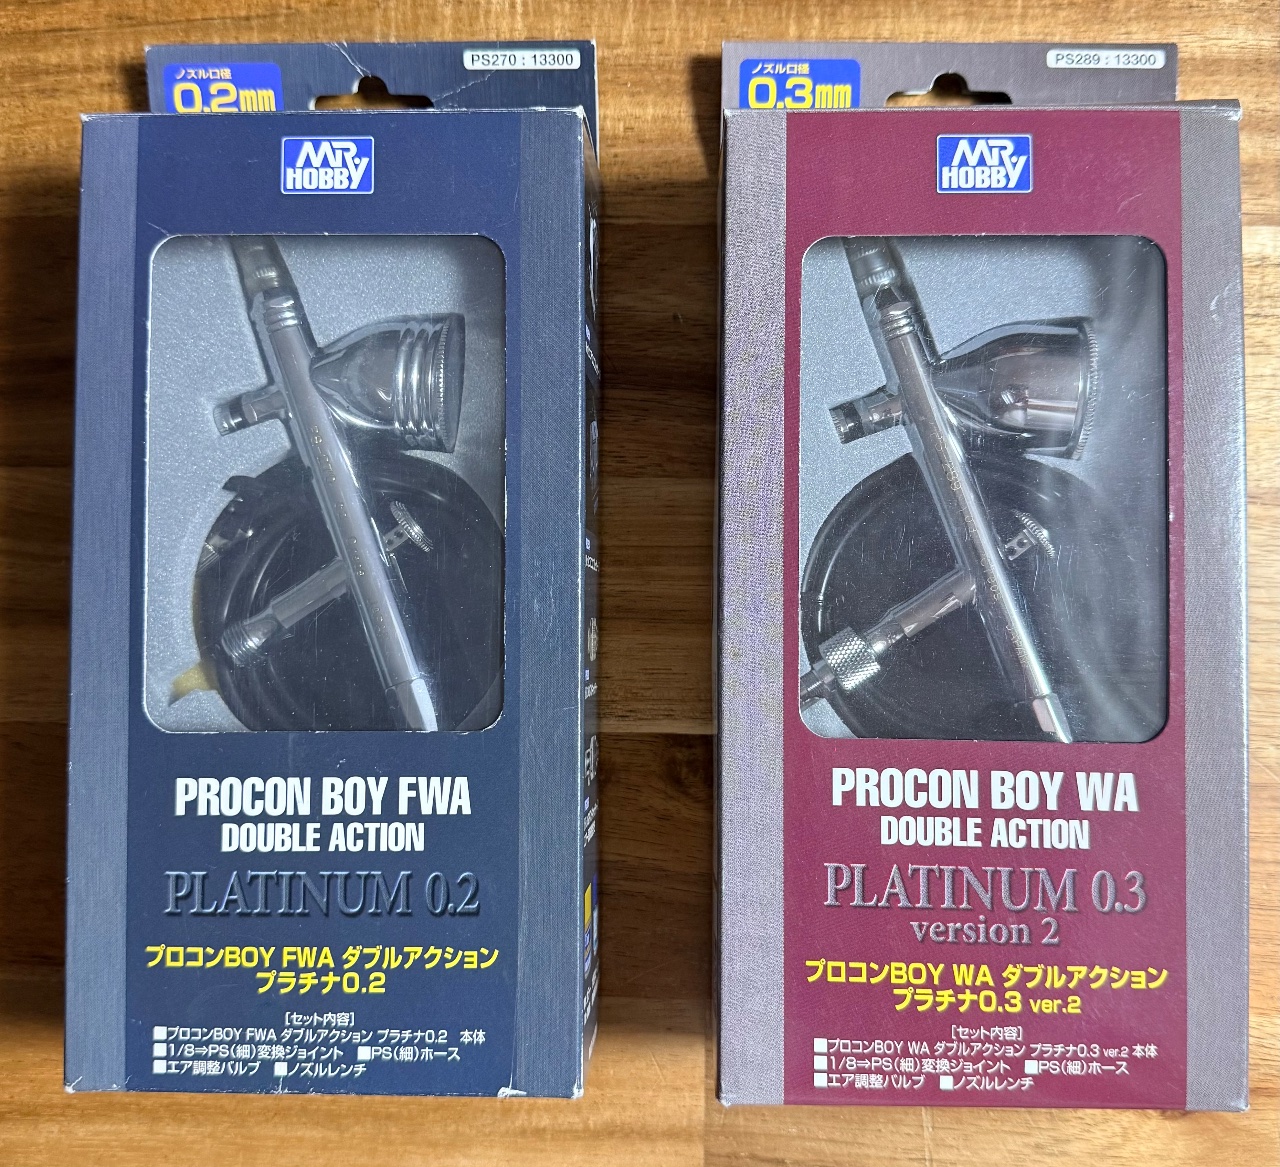 PS270 : 13300
ノズル口径
0.2mm
MR HOBBY
PROCON BOY FWA
DOUBLE ACTION
PLATINUM 0.2
プロコンBOY FWA ダブルアクション
プラチナ0.2
[セット内容]
■プロコンBOY FWA ダブルアクション プラチナ0.2 本体
■1/8⇒PS(細)変換ジョイント ■PS(細)ホース
■エア調整バルブ ■ノズルレンチ
PS289 : 13300
ノズル口径
0.3mm
MR HOBBY
PROCON BOY WA
DOUBLE ACTION
PLATINUM 0.3
version 2
プロコンBOY WA ダブルアクション
プラチナ0.3 ver.2
[セット内容]
■プロコンBOY WA ダブルアクション プラチナ0.3 ver.2 本体
■1/8⇒PS(細)変換ジョイント ■PS(細)ホース
■エア調整バルブ ■ノズルレンチ